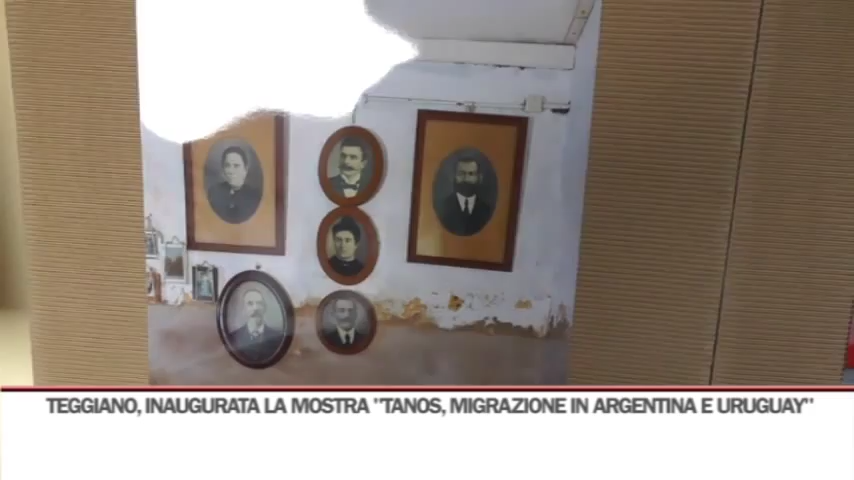 TEGGIANO, INAUGURATA LA MOSTRA "TANOS, MIGRAZIONE IN ARGENTINA E URUGUAY"